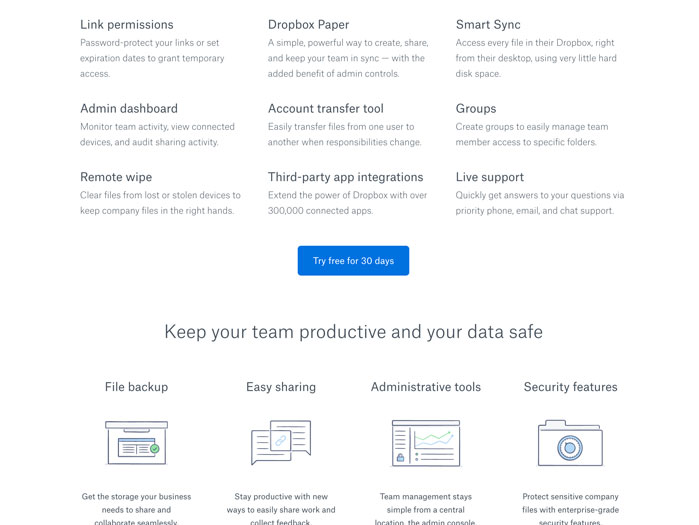 Link permissions
Password-protect your links or set
expiration dates to grant temporary
access.
Dropbox Paper
A simple, powerful way to create, share,
and keep your team in sync — with the
added benefit of admin controls.
Smart Sync
Access every file in their Dropbox, right
from their desktop, using very little hard
disk space.
Admin dashboard
Monitor team activity, view connected
devices, and audit sharing activity.
Account transfer tool
Easily transfer files from one user to
another when responsibilities change.
Groups
Create groups to easily manage team
member access to specific folders.
Remote wipe
Clear files from lost or stolen devices to
keep company files in the right hands.
Third-party app integrations
Extend the power of Dropbox with over
300,000 connected apps.
Live support
Quickly get answers to your questions via
priority phone, email, and chat support.
Try free for 30 days
Keep your team productive and your data safe
File backup
Get the storage your business
needs to share and
collaborate seamlessly
Easy sharing
Stay productive with new
ways to easily share work and
collect feedback.
Administrative tools
Team management stays
simple from a central
location, the admin console
Security features
Protect sensitive company
files with enterprise-grade
security features.